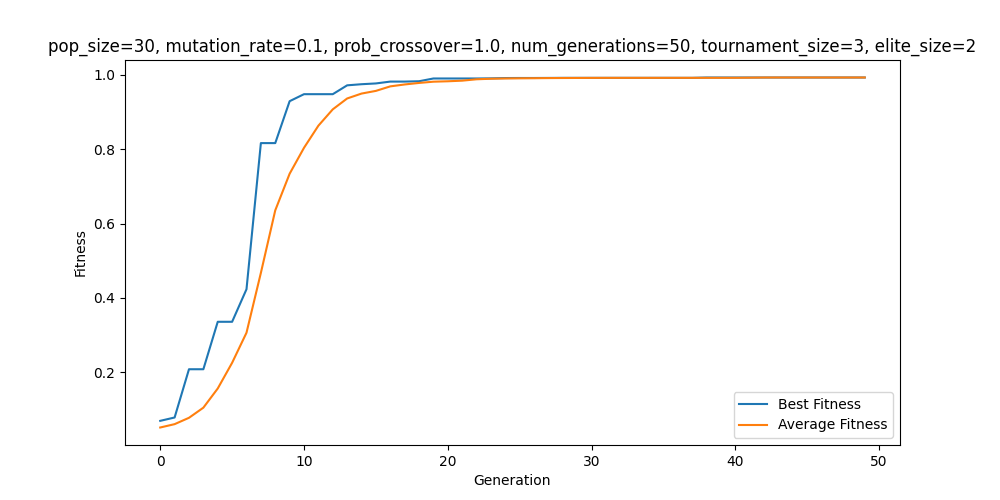 pop_size=30, mutation_rate=0.1, prob_crossover=1.0, num_generations=50, tournament_size=3, elite_size=2
1.0
0.8
0.6
0.4
0.2
Fitness
Best Fitness
Average Fitness
0 10 20 30 40 50
Generation